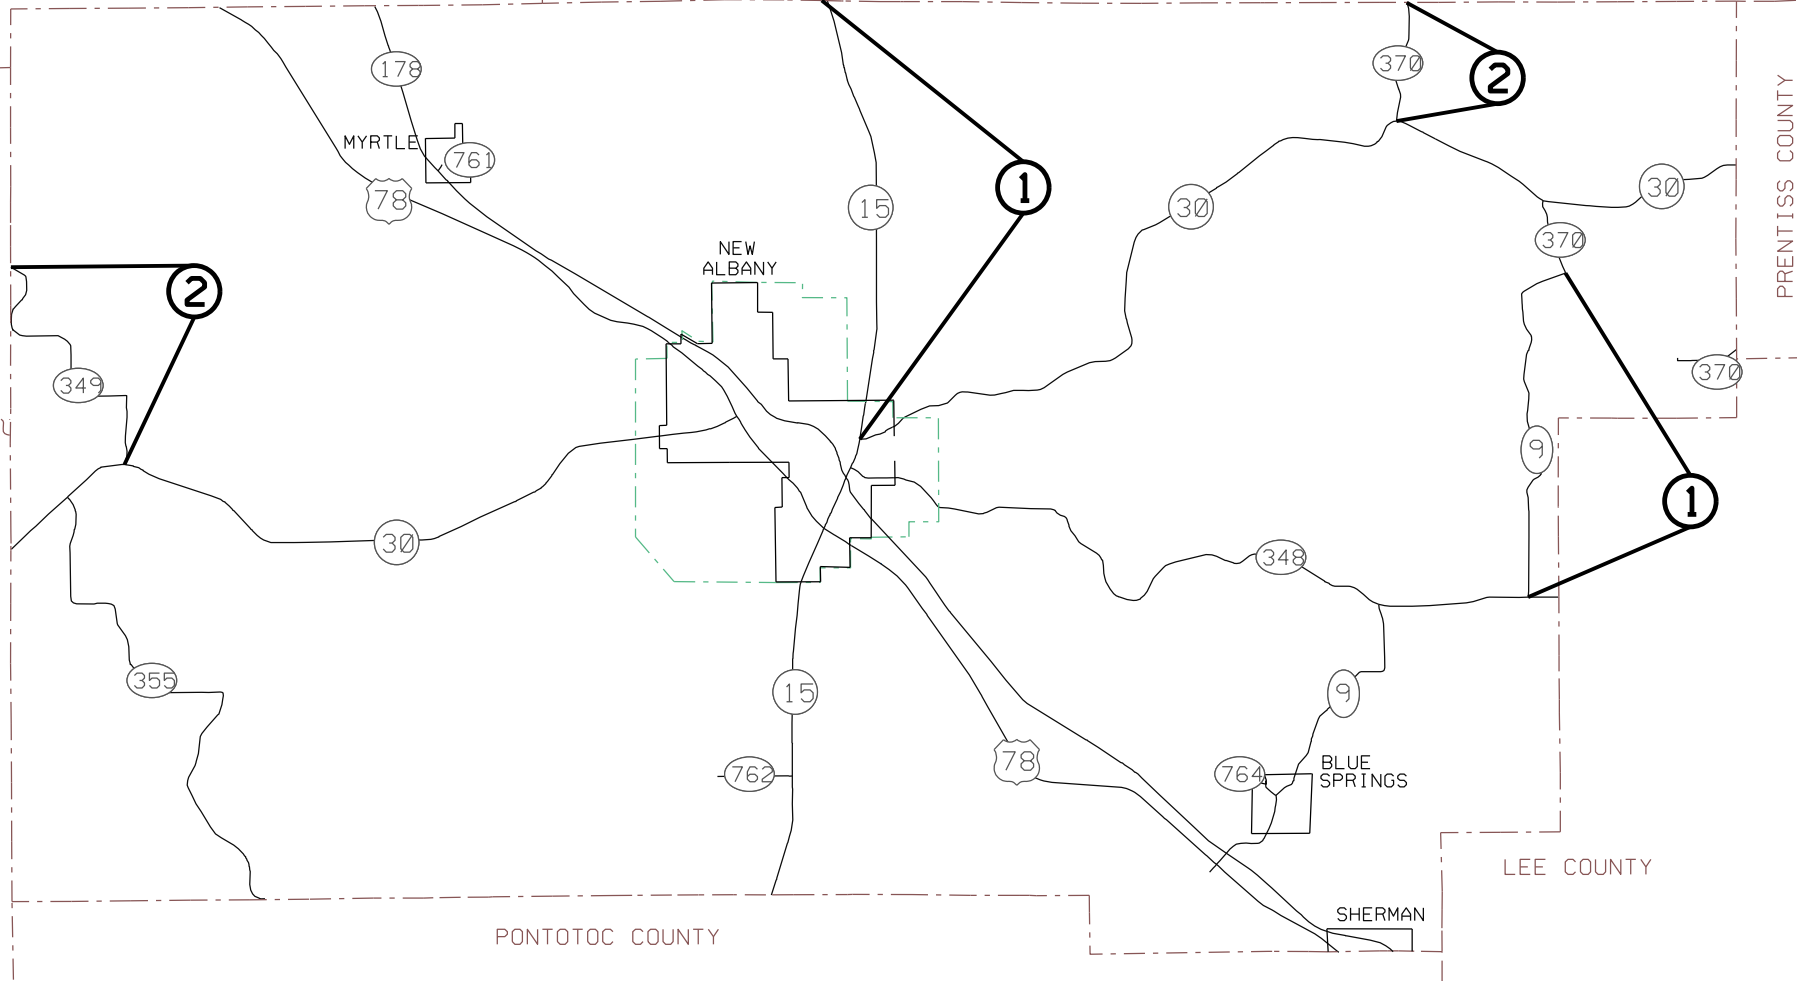 370
2
178
PRENTISS COUNTY
MYRTLE
761
1
30
78
15
30
370
NEW
ALBANY
2
370
349
9
1
30
348
355
15
9
78
762
764
BLUE
SPRINGS
LEE COUNTY
SHERMAN
PONTOTOC COUNTY